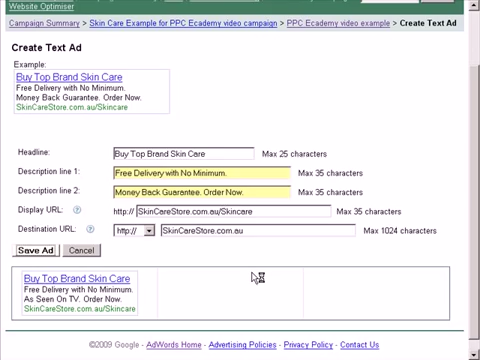 Website Optimiser
Campaign Summary > Skin Care Example for PPC Ecademy video campaign > PPC Ecademy video example > Create Text Ad
Create Text Ad
Example:
Buy Top Brand Skin Care
Free Delivery with No Minimum.
Money Back Guarantee. Order Now.
SkinCareStore.com.au/Skincare
Headline: Buy Top Brand Skin Care Max 25 characters
Description line 1: Free Delivery with No Minimum. Max 35 characters
Description line 2: Money Back Guarantee. Order Now. Max 35 characters
Display URL: ? http:// SkinCareStore.com.au/Skincare Max 35 characters
Destination URL: ? http:// SkinCareStore.com.au Max 1024 characters
Save Ad Cancel
Buy Top Brand Skin Care
Free Delivery with No Minimum.
As Seen On TV. Order Now.
SkinCareStore.com.au/Skincare
©2009 Google - AdWords Home - Advertising Policies - Privacy Policy - Contact Us